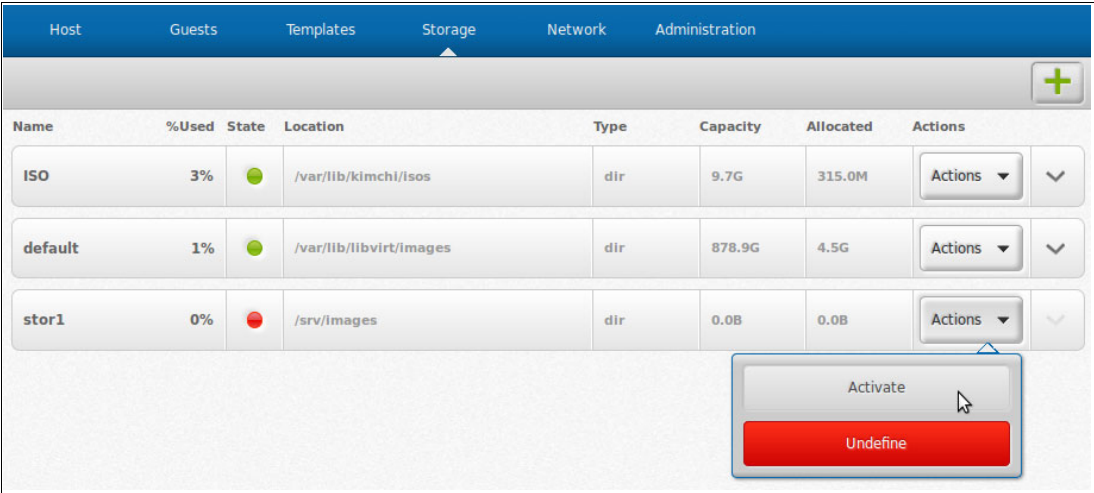 Host Guests Templates Storage Network Administration
Name %Used State Location Type Capacity Allocated Actions
ISO 3% /var/lib/kimchi/isos dir 9.7G 315.0M Actions
default 1% /var/lib/libvirt/images dir 878.9G 4.5G Actions
stor1 0% /srv/images dir 0.0B 0.0B Actions
Activate
Undefine